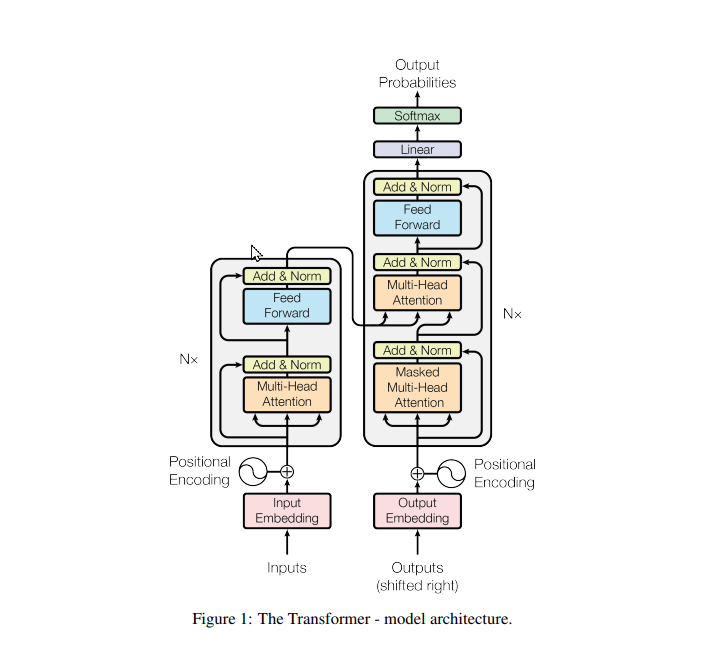 Output
Probabilities
Softmax
Linear
Add & Norm
Feed
Forward
Add & Norm
Multi-Head
Attention
Add & Norm
Masked
Multi-Head
Attention
Nx
Add & Norm
Feed
Forward
Add & Norm
Multi-Head
Attention
Nx
Positional
Encoding
Positional
Encoding
Input
Embedding
Output
Embedding
Inputs
Outputs
(shifted right)
Figure 1: The Transformer - model architecture.